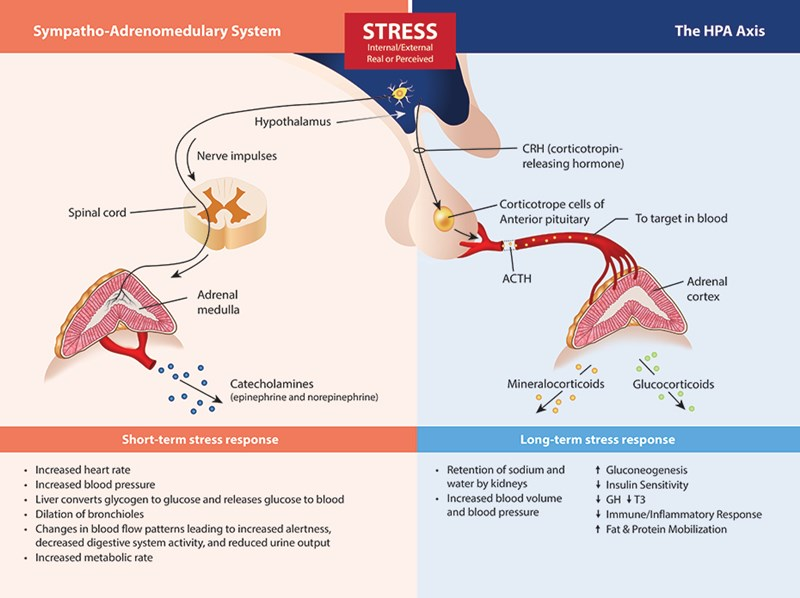 Sympatho-Adrenomedulary System
STRESS
Internal/External
Real or Perceived
The HPA Axis
Hypothalamus
Nerve impulses
Spinal cord
Adrenal
medulla
Catecholamines
(epinephrine and norepinephrine)
CRH (corticotropin-
releasing hormone)
Corticotrope cells of
Anterior pituitary
To target in blood
ACTH
Adrenal
cortex
Mineralocorticoids
Glucocorticoids
Short-term stress response
• Increased heart rate
• Increased blood pressure
• Liver converts glycogen to glucose and releases glucose to blood
• Dilation of bronchioles
• Changes in blood flow patterns leading to increased alertness,
decreased digestive system activity, and reduced urine output
• Increased metabolic rate
Long-term stress response
• Retention of sodium and
water by kidneys
• Increased blood volume
and blood pressure
↑ Gluconeogenesis
↓ Insulin Sensitivity
↓ GH ↓ T3
↓ Immune/Inflammatory Response
↑ Fat & Protein Mobilization